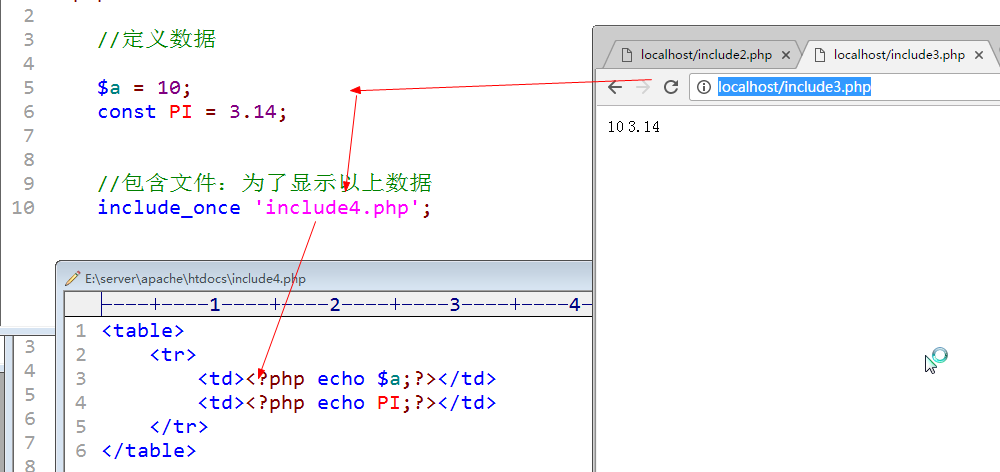 2
3 //定义数据
4
5 $a = 10;
6 const PI = 3.14;
7
8
9 //包含文件: 为了显示以上数据
10 include_once 'include4.php';
localhost/include2.php
localhost/include3.php
localhost/include3.php
10 3.14
E:\server\apache\htdocs\include4.php
----+----1----+----2----+----3----+----4-
1 <table>
2 <tr>
3 <td><?php echo $a;?></td>
4 <td><?php echo PI;?></td>
5 </tr>
6 </table>
3
4
5
6
7
8